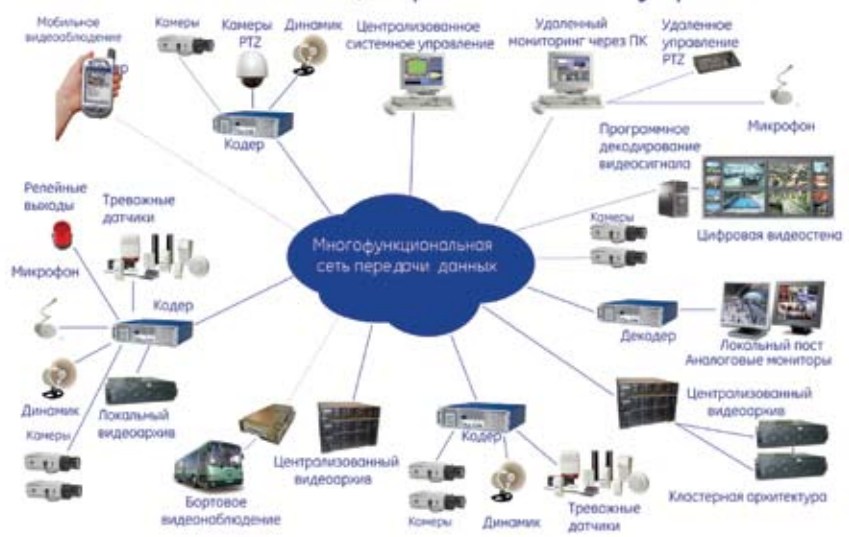 Мобильное
видеонаблюдение
Камеры
Камеры
PTZ
Динамик
Кодер
Централизованное
системное управление
Удаленный
мониторинг через ПК
Удаленное
управление
PTZ
Микрофон
Программное
декодирование
видеосигнала
Цифровая видеостена
Камеры
Релейные
выходы
Тревожные
датчики
Микрофон
Кодер
Динамик
Локальный
видеоархив
Камеры
Многофункциональная
сеть передачи данных
Декодер
Локальный пост
Аналоговые мониторы
Централизованный
видеоархив
Кластерная архитектура
Бортовое
видеонаблюдение
Централизованный
видеоархив
Кодер
Камеры
Динамик
Тревожные
датчики